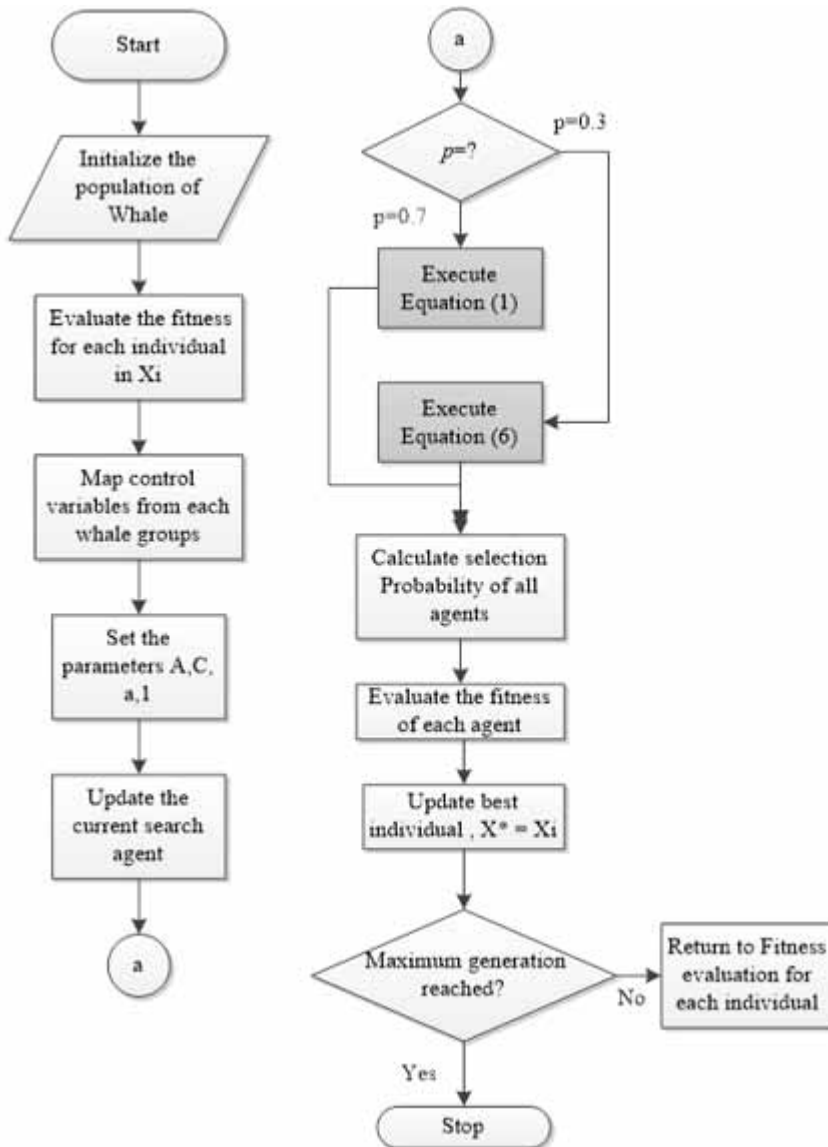 Start
Initialize the
population of
Whale
Evaluate the fitness
for each individual
in Xi
Map control
variables from each
whale groups
Set the
parameters A,C,
a,1
Update the
current search
agent
a
a
p=?
p=0.3
p=0.7
Execute
Equation (1)
Execute
Equation (6)
Calculate selection
Probability of all
agents
Evaluate the fitness
of each agent
Update best
individual , X* = Xi
Maximum generation
reached?
No
Return to Fitness
evaluation for
each individual
Yes
Stop